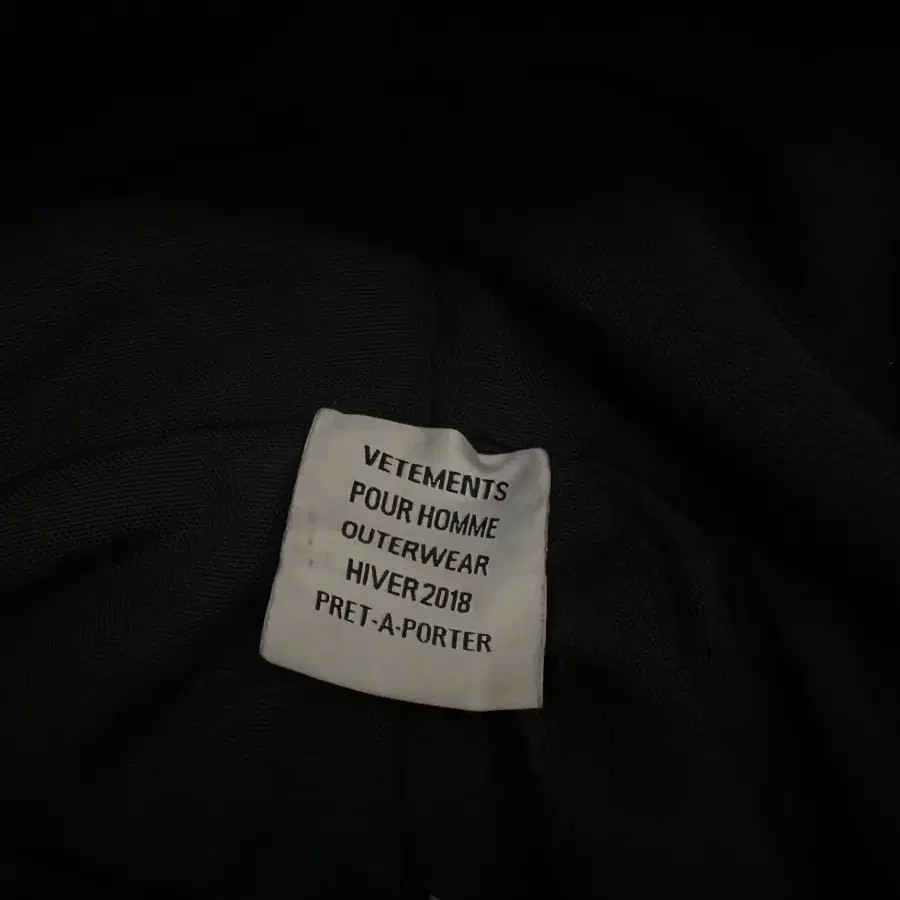 VETEMENTS
POUR HOMME
OUTERWEAR
HIVER 2018
PRET-A-PORTER